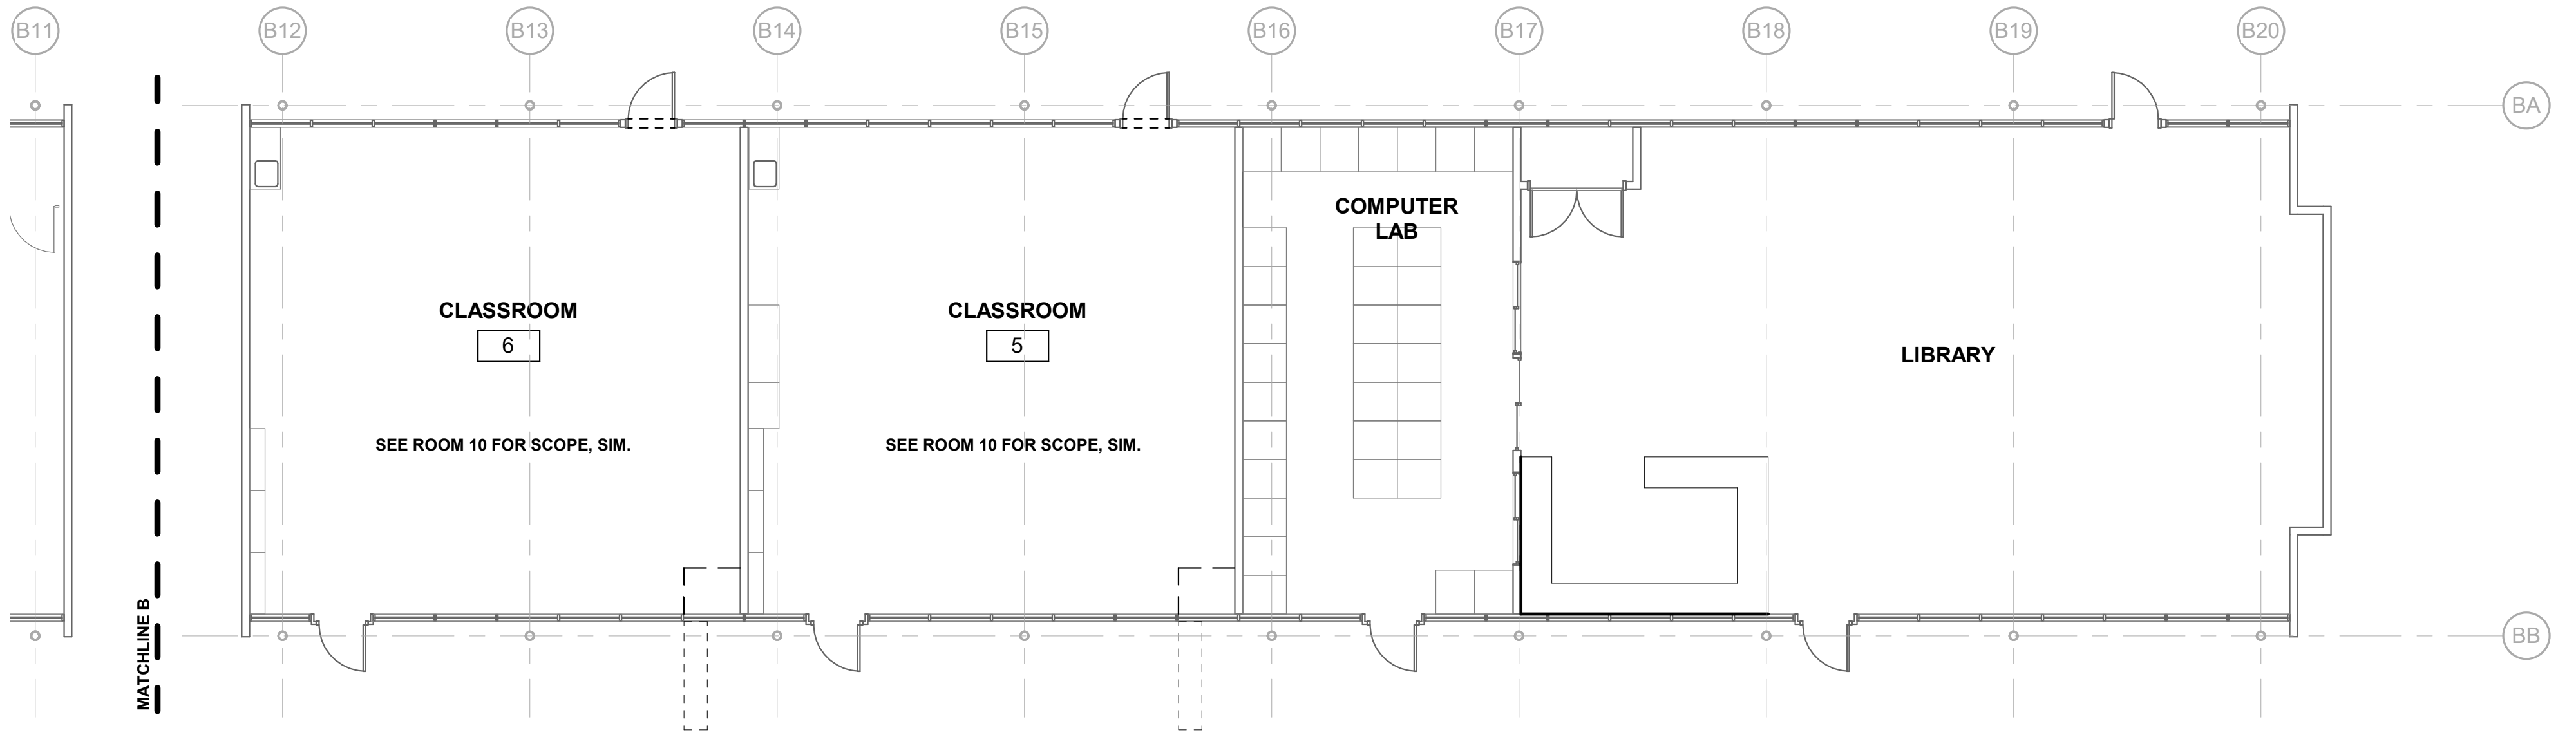 B11
B12
B13
B14
B15
B16
B17
B18
B19
B20
BA
COMPUTER
LAB
CLASSROOM
6
CLASSROOM
5
LIBRARY
SEE ROOM 10 FOR SCOPE, SIM.
SEE ROOM 10 FOR SCOPE, SIM.
MATCHLINE B
BB